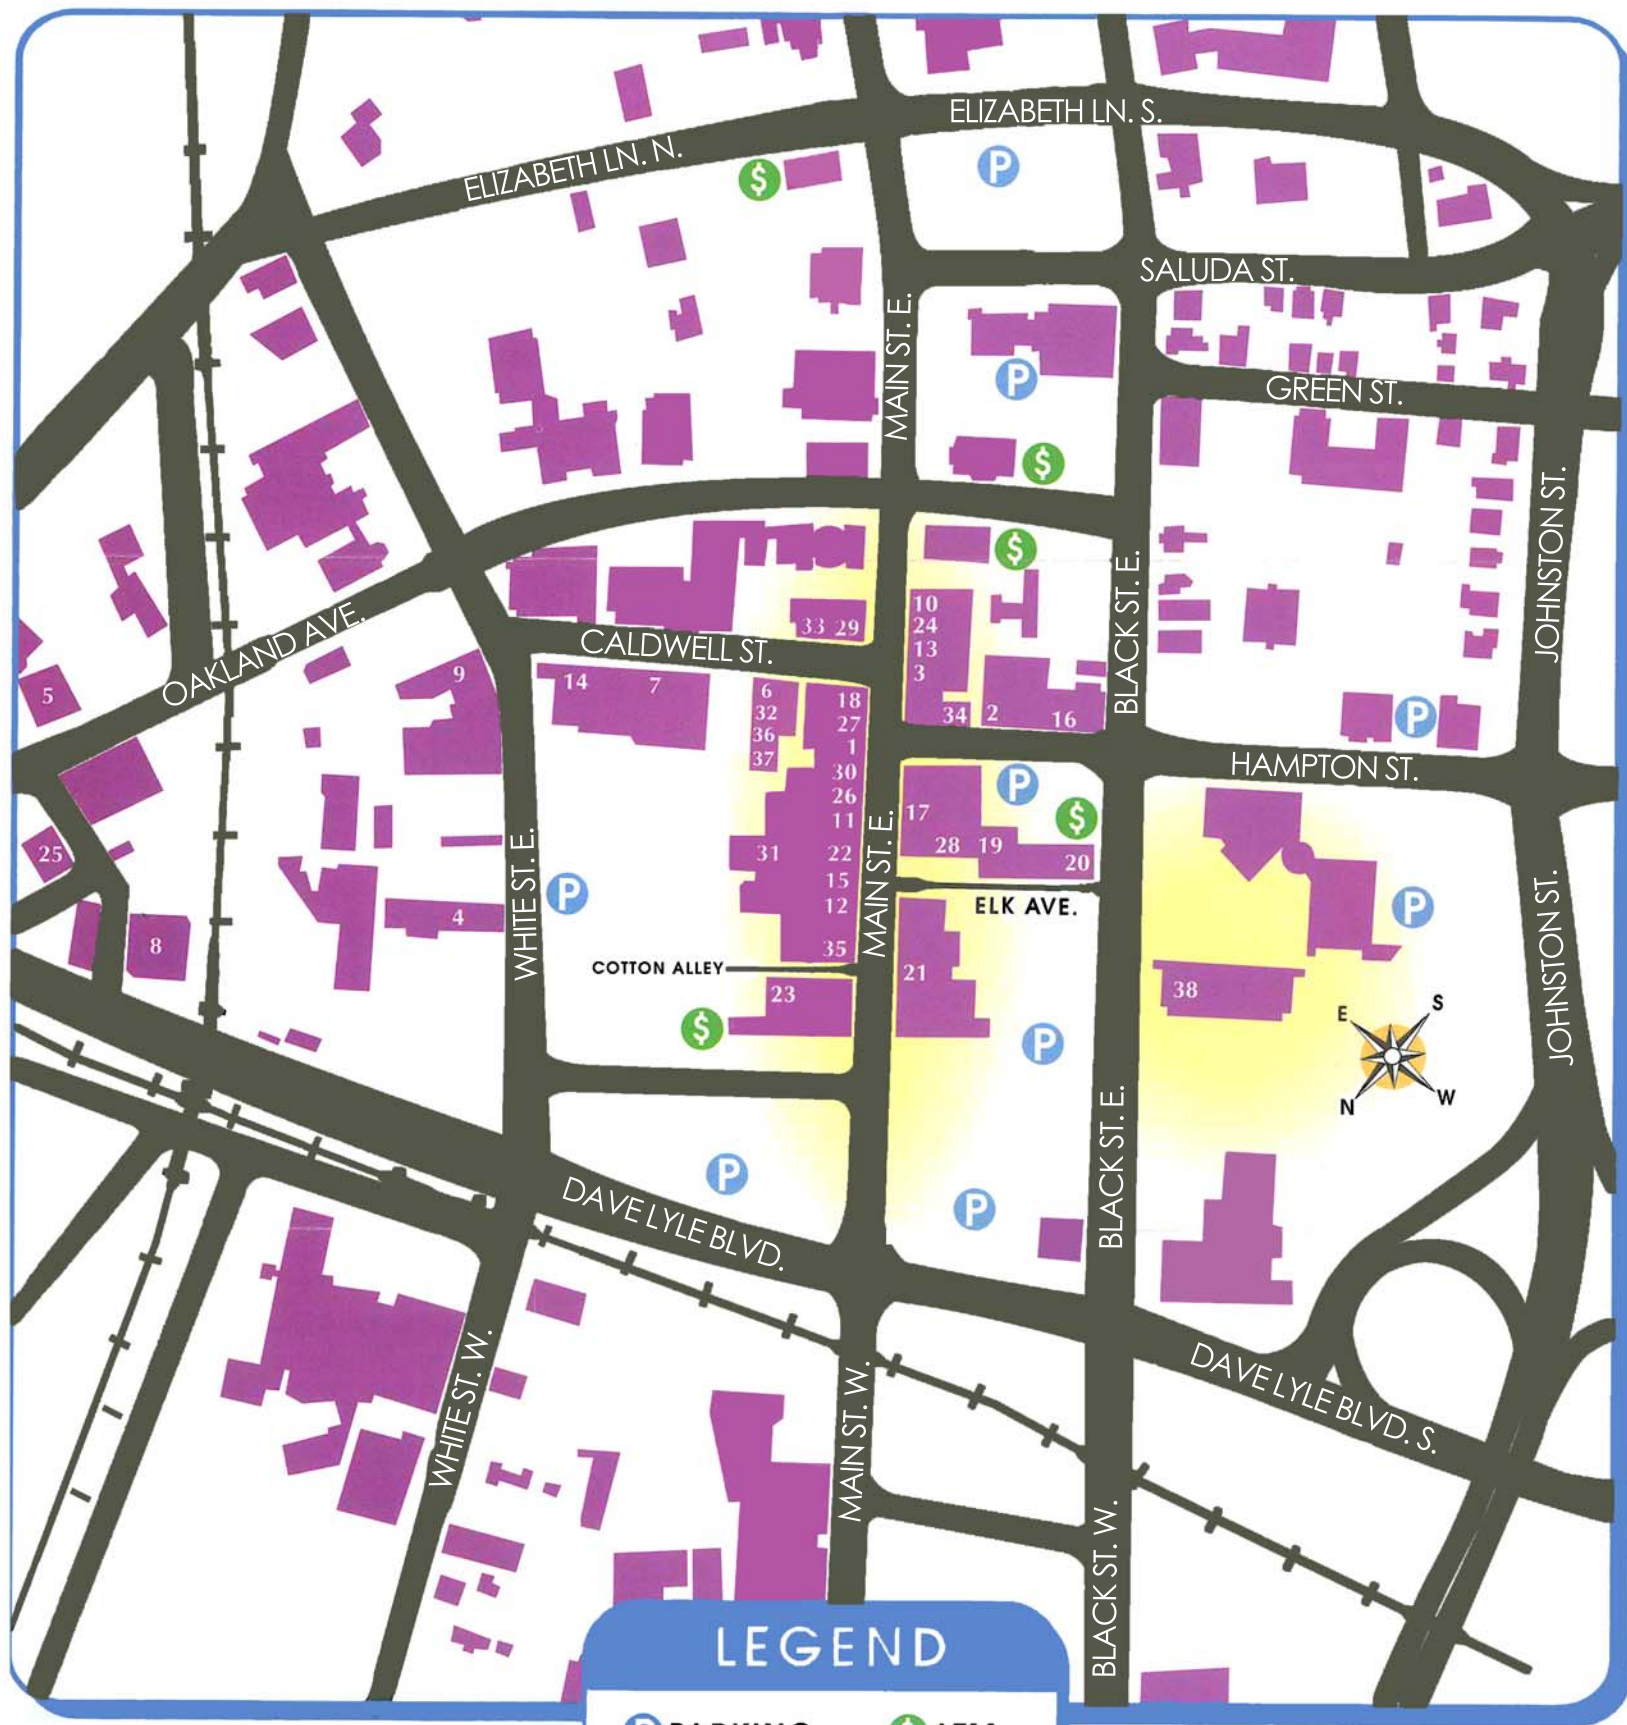 ELIZABETH LN. S.
ELIZABETH LN. N.
P
$
SALUDA ST.
MAIN ST. E.
P
GREEN ST.
$
JOHNSTON ST.
$
BLACK ST. E.
OAKLAND AVE.
CALDWELL ST.
33 29
10
24
13
3
34
2
16
5
9
14
7
6
32
36
37
18
27
1
30
26
11
22
15
12
35
31
P
HAMPTON ST.
P
$
17
28
19
20
MAIN ST. E.
ELK AVE.
25
8
4
WHITE ST. E.
P
COTTON ALLEY
23
$
21
P
P
38
JOHNSTON ST.
E
S
N
W
BLACK ST. E.
P
P
DAVE LYLE BLVD.
DAVE LYLE BLVD. S.
WHITE ST. W.
MAIN ST. W.
BLACK ST. W.
LEGEND
P PARKING
$ ATM